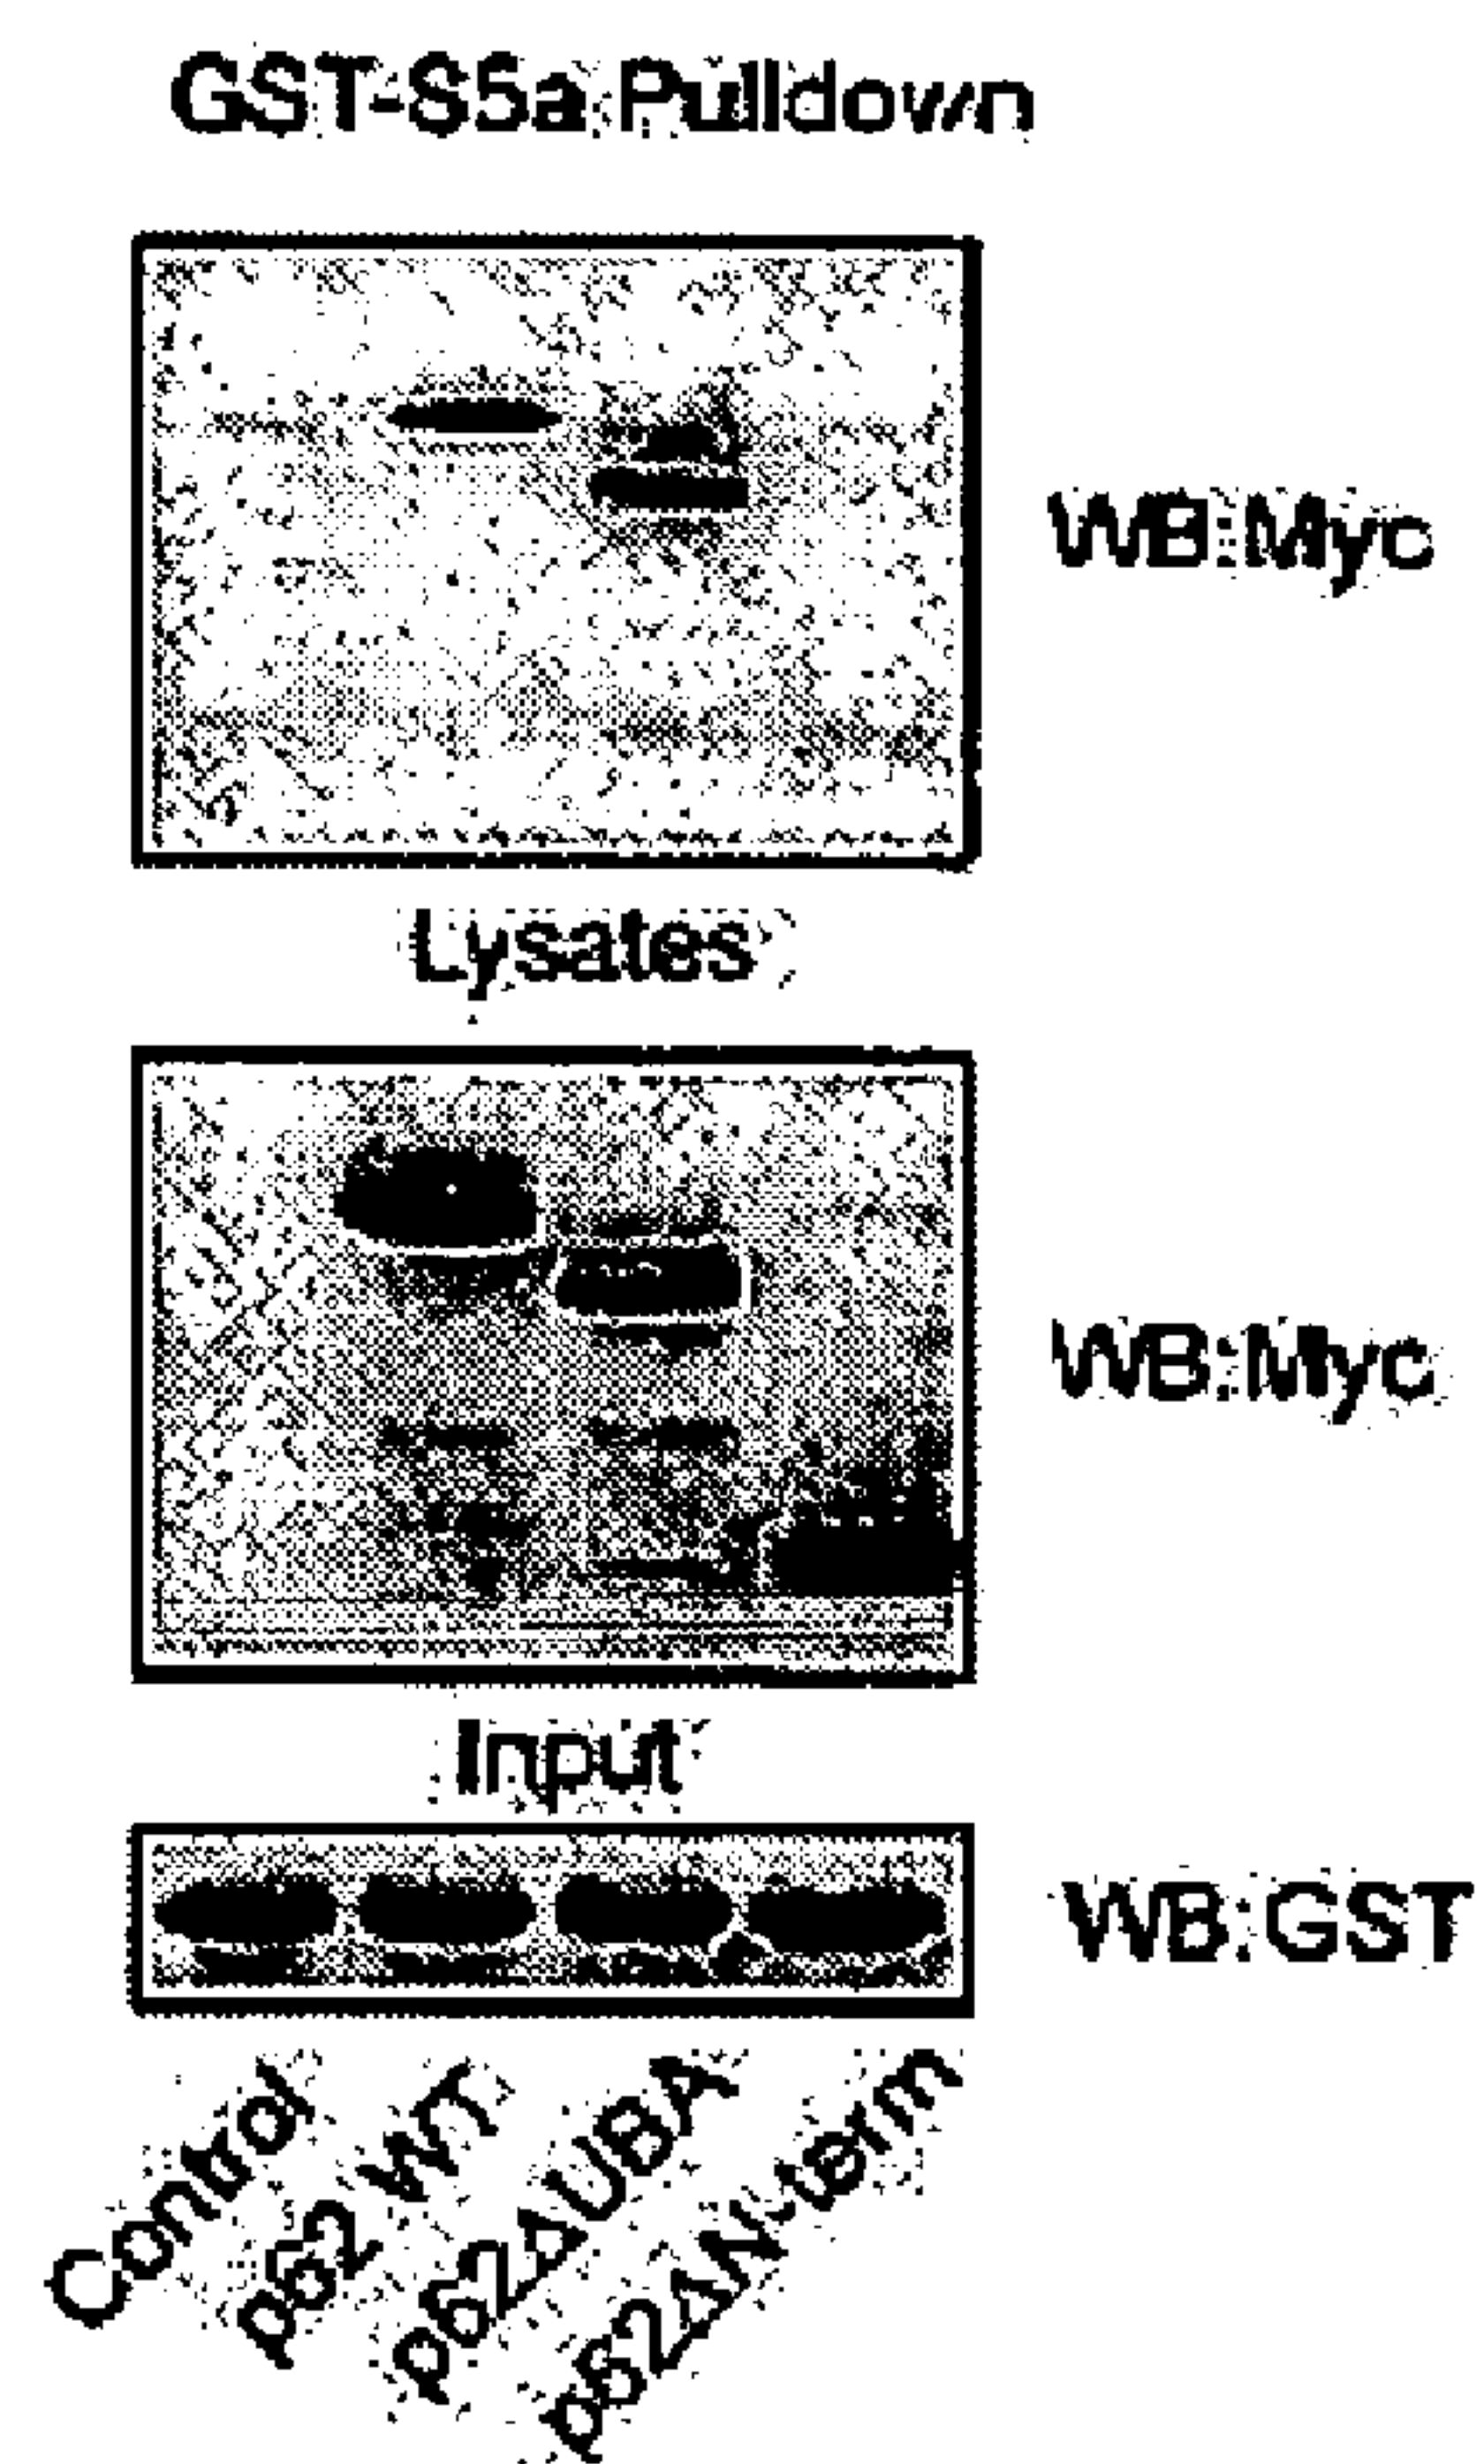 GST-S5a Pulldown
WB:Myc
Lysates
WB:Myc
Input
WB:GST
Control
p62 WT
p62ΔUBA
p62ΔN-term